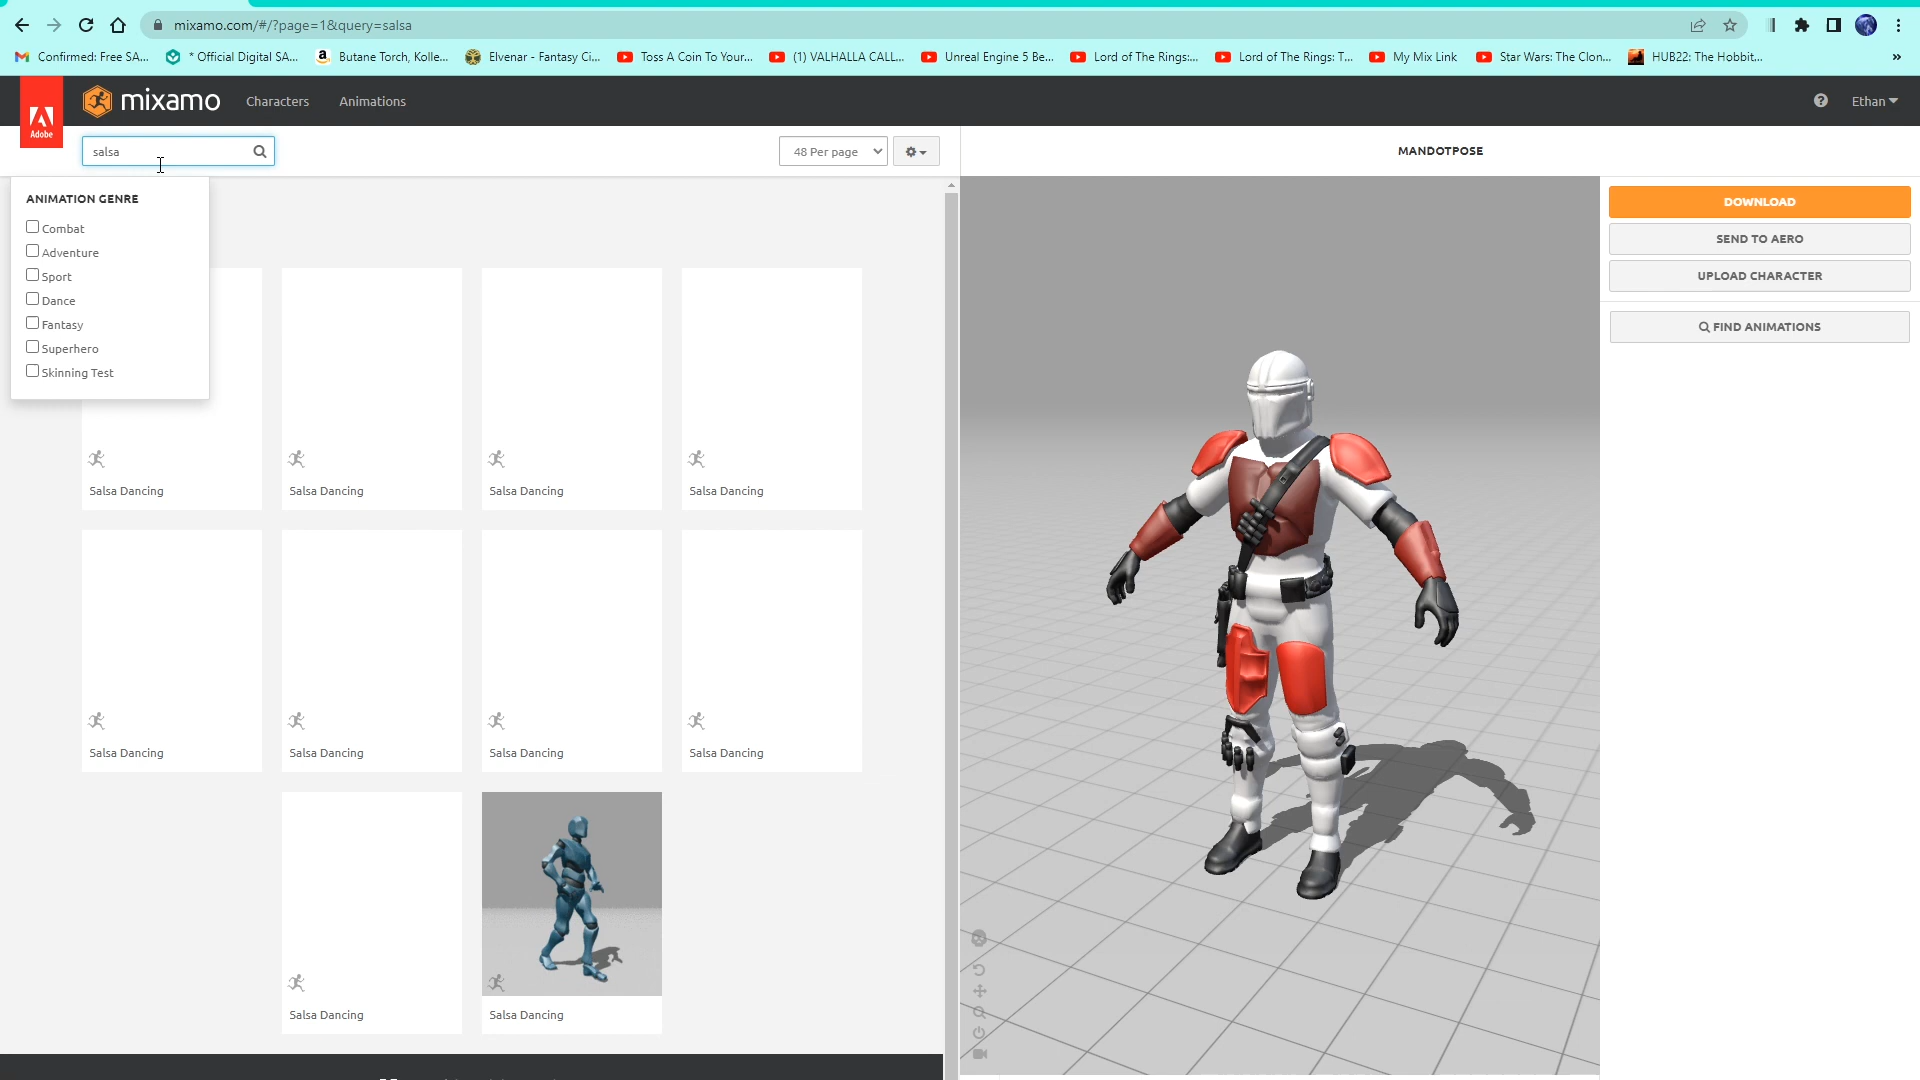 mixamo.com/#/?page=1&query=salsa
Confirmed: Free SA...
* Official Digital SA...
Butane Torch, Kolle...
Elvenar - Fantasy Ci...
Toss A Coin To Your...
(1) VALHALLA CALL...
Unreal Engine 5 Be...
Lord of The Rings:...
Lord of The Rings: T...
My Mix Link
Star Wars: The Clon...
HUB22: The Hobbit...
»
Adobe
mixamo
Characters
Animations
Ethan
salsa
48 Per page
MANDOTPOSE
ANIMATION GENRE
Combat
Adventure
Sport
Dance
Fantasy
Superhero
Skinning Test
DOWNLOAD
SEND TO AERO
UPLOAD CHARACTER
FIND ANIMATIONS
Salsa Dancing
Salsa Dancing
Salsa Dancing
Salsa Dancing
Salsa Dancing
Salsa Dancing
Salsa Dancing
Salsa Dancing
Salsa Dancing
Salsa Dancing